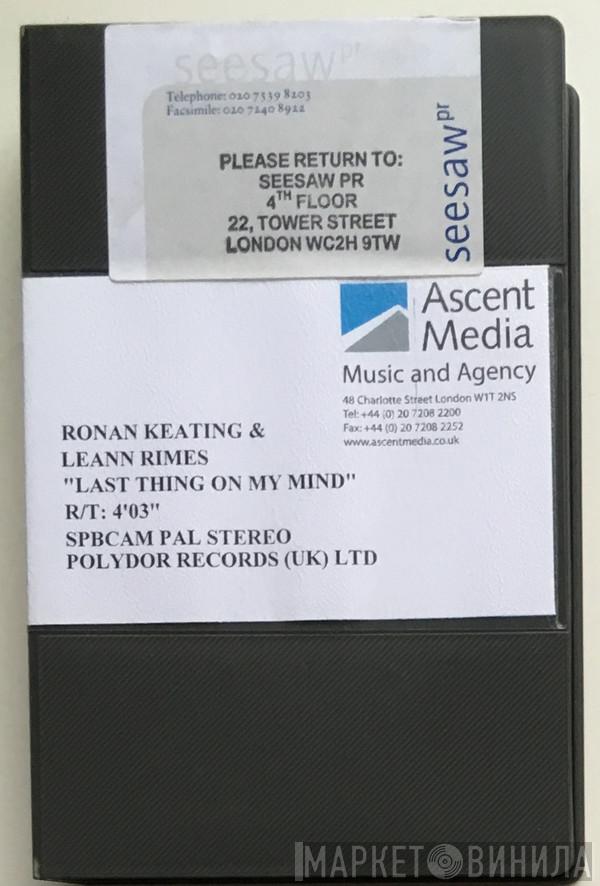 seesaw pr
Telephone: 020 7539 8203
Facsimile: 020 7240 8922
PLEASE RETURN TO:
SEESAW PR
4TH FLOOR
22, TOWER STREET
LONDON WC2H 9TW
seesaw pr
Ascent
Media
Music and Agency
48 Charlotte Street London W1T 2NS
Tel: +44 (0) 20 7208 2200
Fax: +44 (0) 20 7208 2252
www.ascentmedia.co.uk
RONAN KEATING &
LEANN RIMES
"LAST THING ON MY MIND"
R/T: 4'03"
SPBCAM PAL STEREO
POLYDOR RECORDS (UK) LTD
МАРКЕТ ВИНИЛА